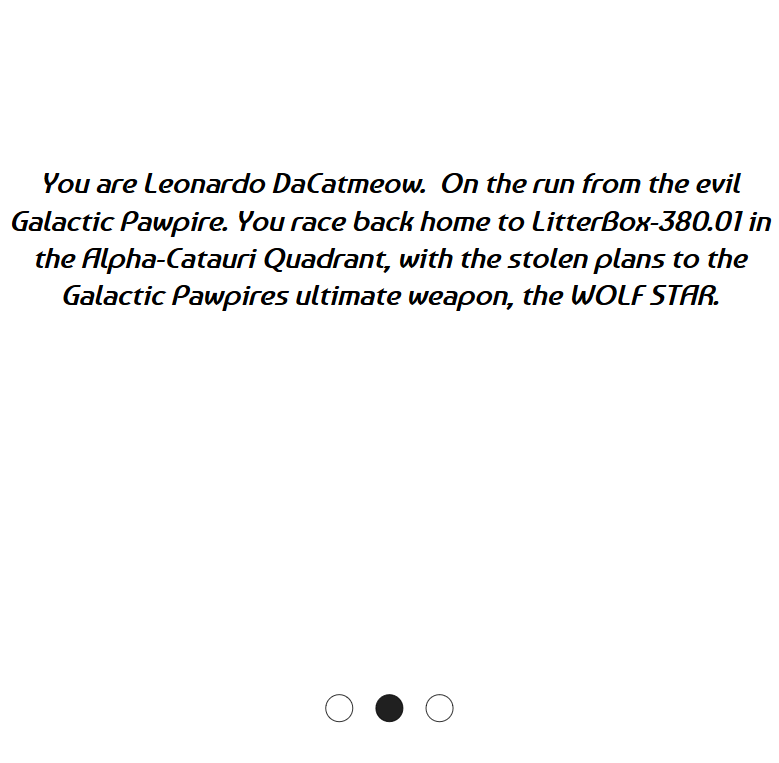 You are Leonardo DaCatmeow.  On the run from the evil
Galactic Pawpire. You race back home to LitterBox-380.01 in
the Alpha-Catauri Quadrant, with the stolen plans to the
Galactic Pawpires ultimate weapon, the WOLF STAR.